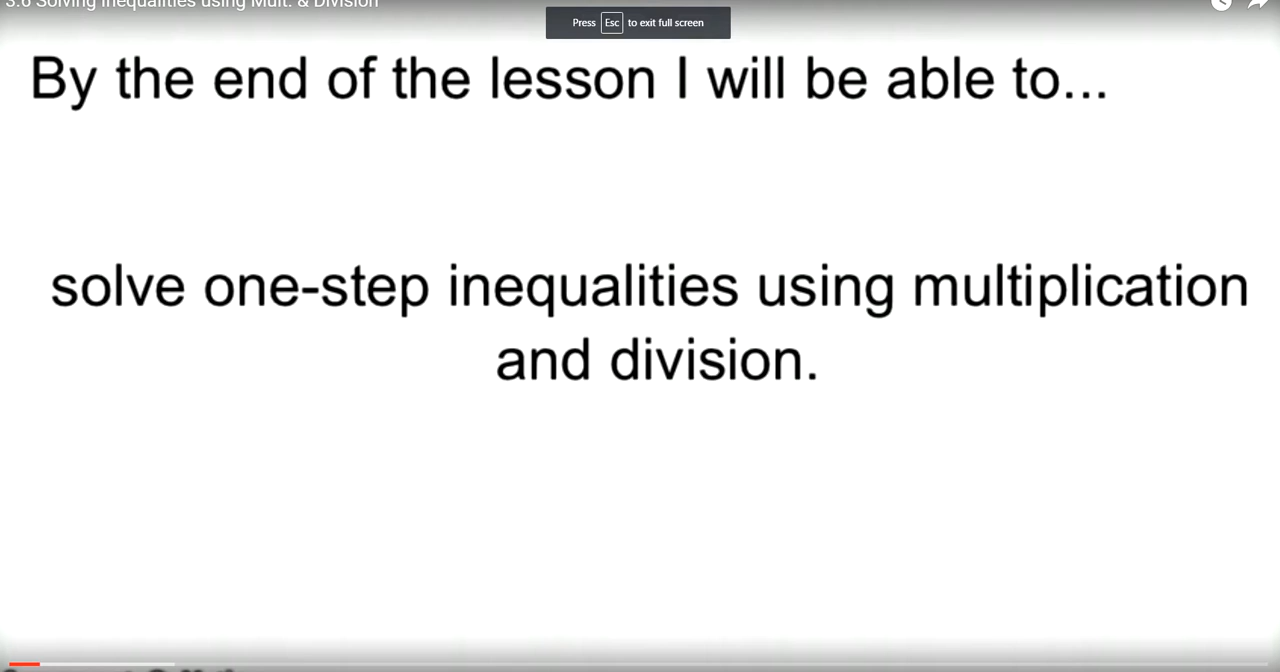 3.6 Solving Inequalities using Mult. & Division
Press Esc to exit full screen
By the end of the lesson I will be able to...
solve one-step inequalities using multiplication
and division.